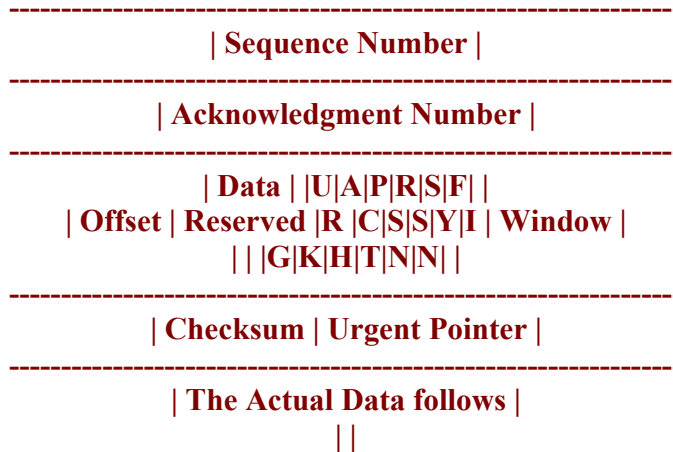 -----------------------------------------------------------------
| Sequence Number |
-----------------------------------------------------------------
| Acknowledgment Number |
-----------------------------------------------------------------
| Data | |U|A|P|R|S|F| |
| Offset | Reserved |R |C|S|S|Y|I | Window |
| | |G|K|H|T|N|N| |
-----------------------------------------------------------------
| Checksum | Urgent Pointer |
-----------------------------------------------------------------
| The Actual Data follows |
| |